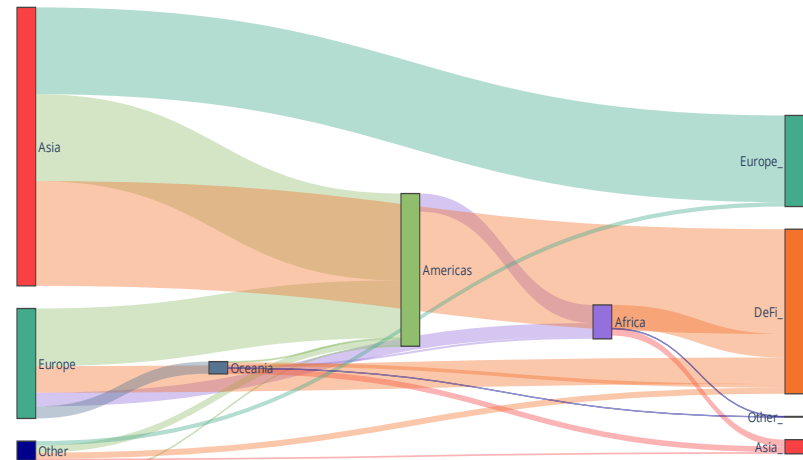 Asia
Europe_
Americas
DeFi_
Africa
Europe
Oceania
Other_
Other
Asia_